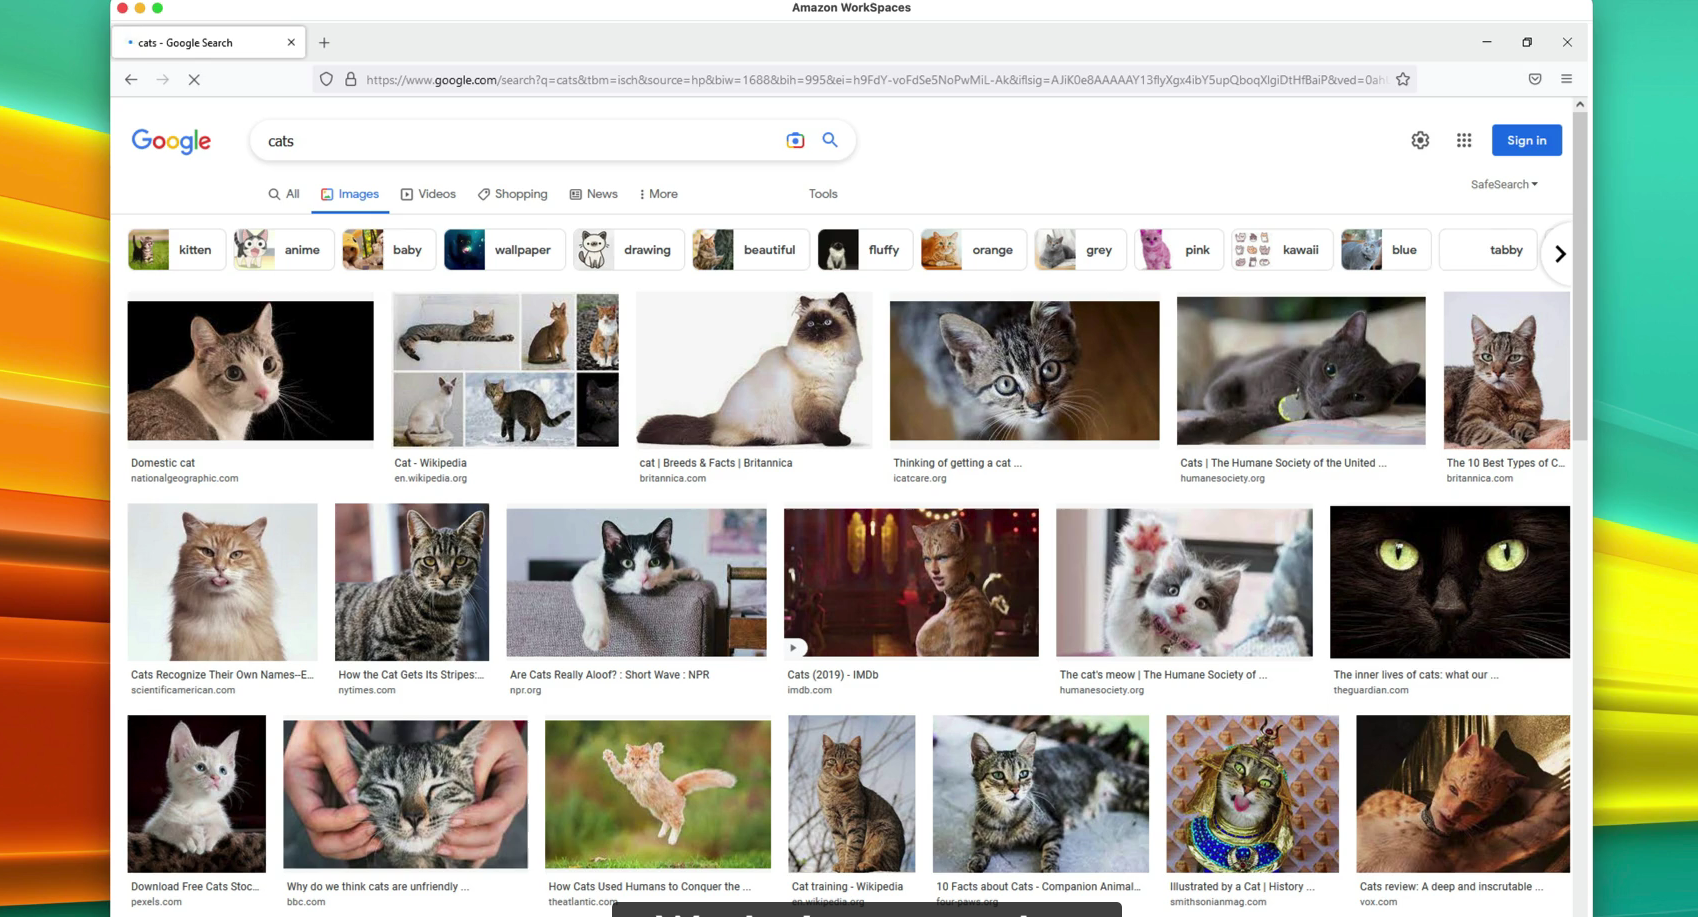 Amazon WorkSpaces
cats - Google Search
https://www.google.com/search?q=cats&tbm=isch&source=hp&biw=1688&bih=995&ei=h9FdY-voFdSe5NoPwMiL-Ak&iflsig=AJiK0e8AAAAAY13flyXgx4ibY5upQboqXlgiDtHfBaiP&ved=0ah
Google
cats
Sign in
All Images Videos Shopping News More Tools
SafeSearch
kitten anime baby wallpaper drawing beautiful fluffy orange grey pink kawaii blue tabby
Domestic cat
nationalgeographic.com
Cat - Wikipedia
en.wikipedia.org
cat | Breeds & Facts | Britannica
britannica.com
Thinking of getting a cat ...
icatcare.org
Cats | The Humane Society of the United ...
humanesociety.org
The 10 Best Types of C...
britannica.com
Cats Recognize Their Own Names--E...
scientificamerican.com
How the Cat Gets Its Stripes:...
nytimes.com
Are Cats Really Aloof? : Short Wave : NPR
npr.org
Cats (2019) - IMDb
imdb.com
The cat's meow | The Humane Society of ...
humanesociety.org
The inner lives of cats: what our ...
theguardian.com
Download Free Cats Stoc...
pexels.com
Why do we think cats are unfriendly ...
bbc.com
How Cats Used Humans to Conquer the ...
theatlantic.com
Cat training - Wikipedia
en.wikipedia.org
10 Facts about Cats - Companion Animal...
four-paws.org
Illustrated by a Cat | History ...
smithsonianmag.com
Cats review: A deep and inscrutable ...
vox.com